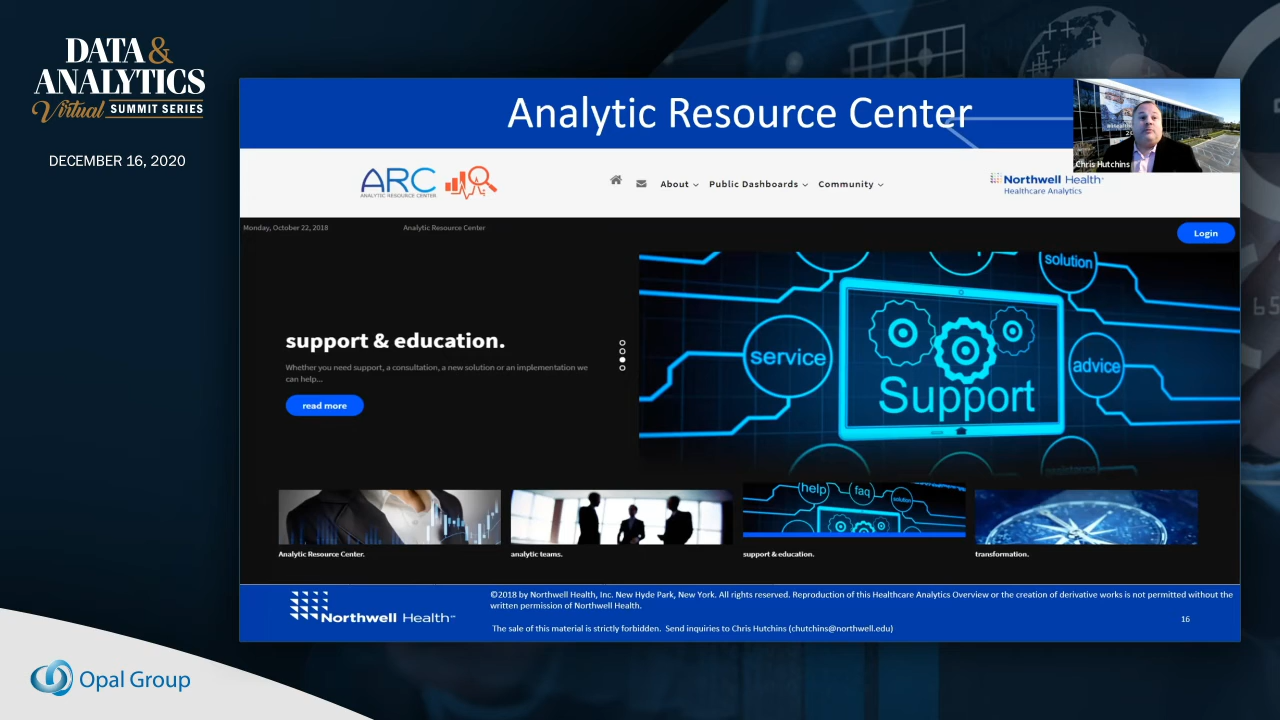 DATA &
ANALYTICS
Virtual SUMMIT SERIES
DECEMBER 16, 2020
Analytic Resource Center
Chris Hutchins
ARC
ANALYTIC RESOURCE CENTER
About
Public Dashboards
Community
Northwell Health
Healthcare Analytics
Monday, October 22, 2018
Analytic Resource Center
Login
support & education.
Whether you need support, a consultation, a new solution or an implementation we
can help...
read more
solution
service
Support
advice
assistance
help
faq
solution
Analytic Resource Center.
analytic teams.
support & education.
transformation.
Northwell Health℠
©2018 by Northwell Health, Inc. New Hyde Park, New York. All rights reserved. Reproduction of this Healthcare Analytics Overview or the creation of derivative works is not permitted without the
written permission of Northwell Health.
The sale of this material is strictly forbidden. Send inquiries to Chris Hutchins (chutchins@northwell.edu)
16
Opal Group